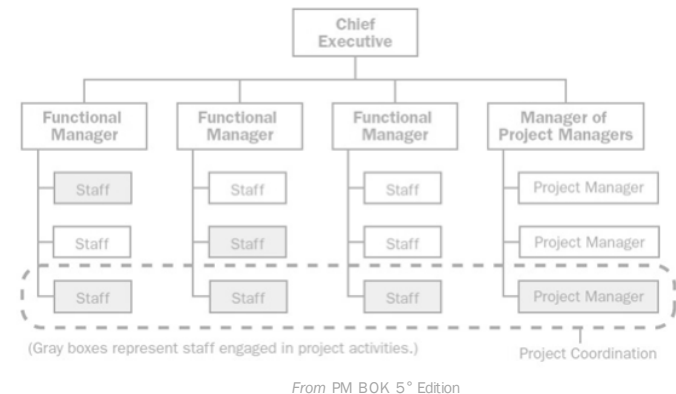 Chief
Executive
Functional
Manager
Functional
Manager
Functional
Manager
Manager of
Project Managers
Staff
Staff
Staff
Project Manager
Staff
Staff
Staff
Project Manager
Staff
Staff
Staff
Project Manager
(Gray boxes represent staff engaged in project activities.)
Project Coordination
From PM BOK 5° Edition